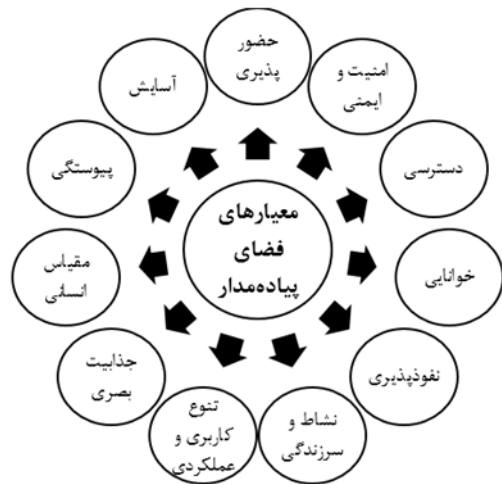 معیارهای
فضای
پیاده‌مدار
حضور
پذیری
امنیت و
ایمنی
دسترسی
خوانایی
نفوذپذیری
نشاط و
سرزندگی
تنوع
کاربری و
عملکردی
جذابیت
بصری
مقیاس
انسانی
پیوستگی
آسایش